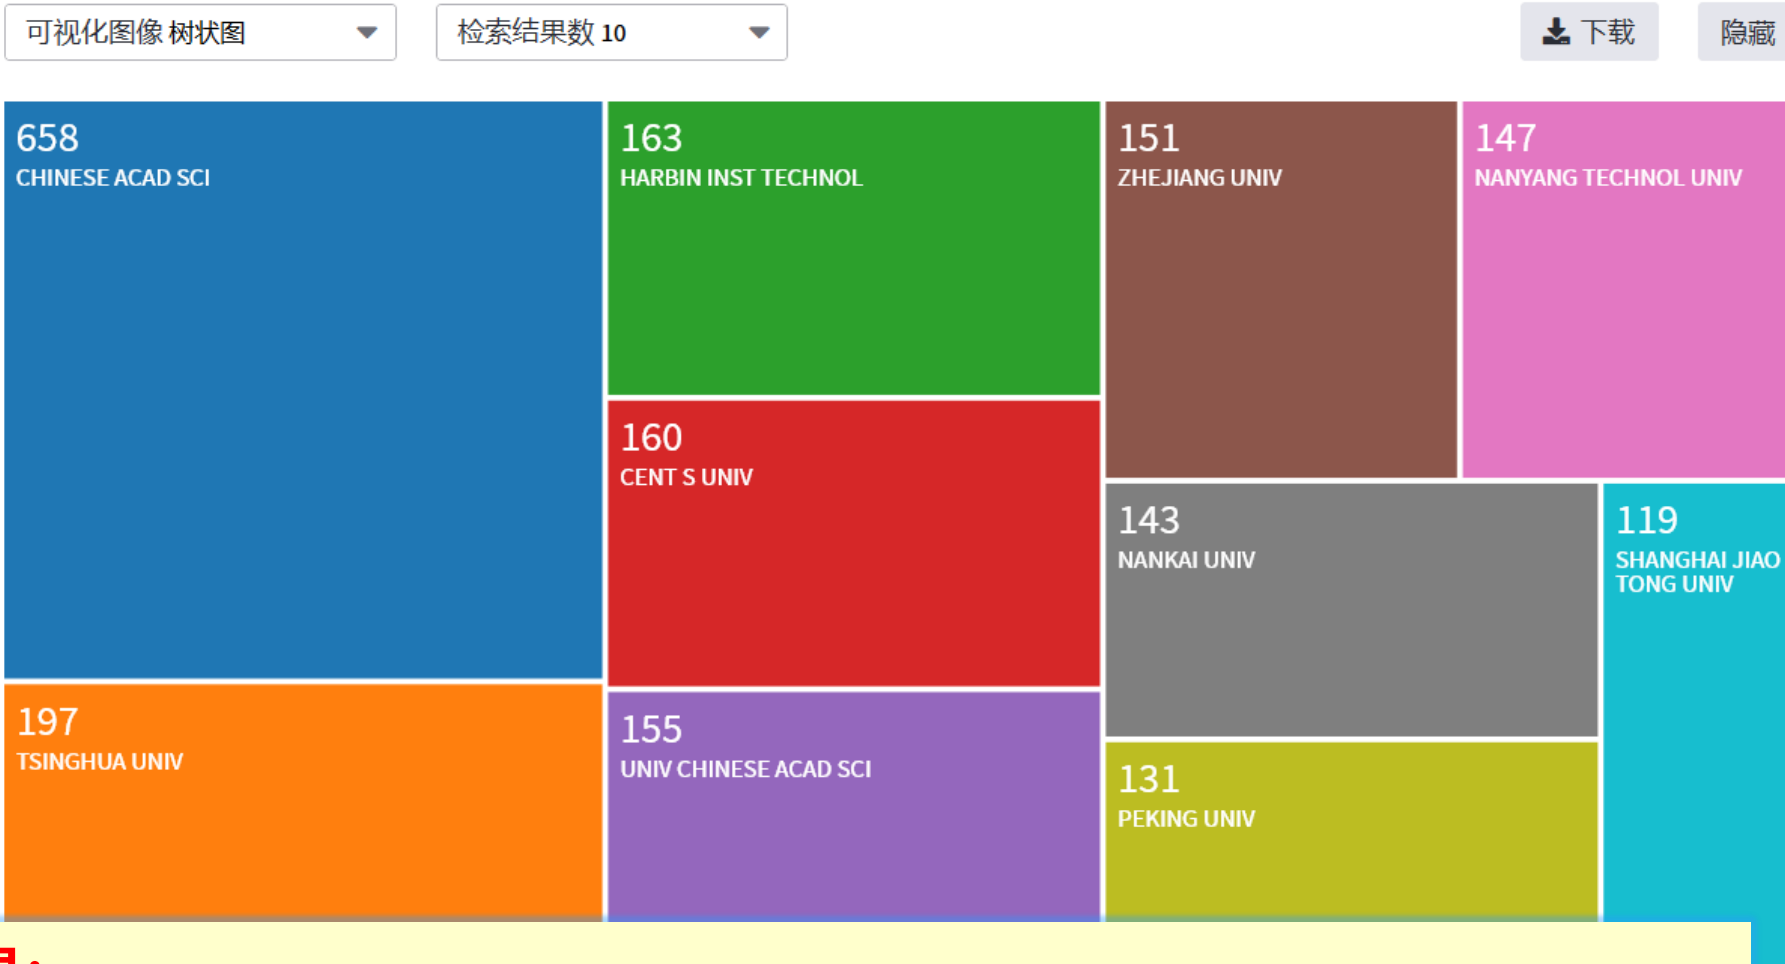 可视化图像 树状图
检索结果数 10
下载
隐藏
658
CHINESE ACAD SCI
163
HARBIN INST TECHNOL
151
ZHEJIANG UNIV
147
NANYANG TECHNOL UNIV
160
CENT S UNIV
143
NANKAI UNIV
119
SHANGHAI JIAO
TONG UNIV
197
TSINGHUA UNIV
155
UNIV CHINESE ACAD SCI
131
PEKING UNIV